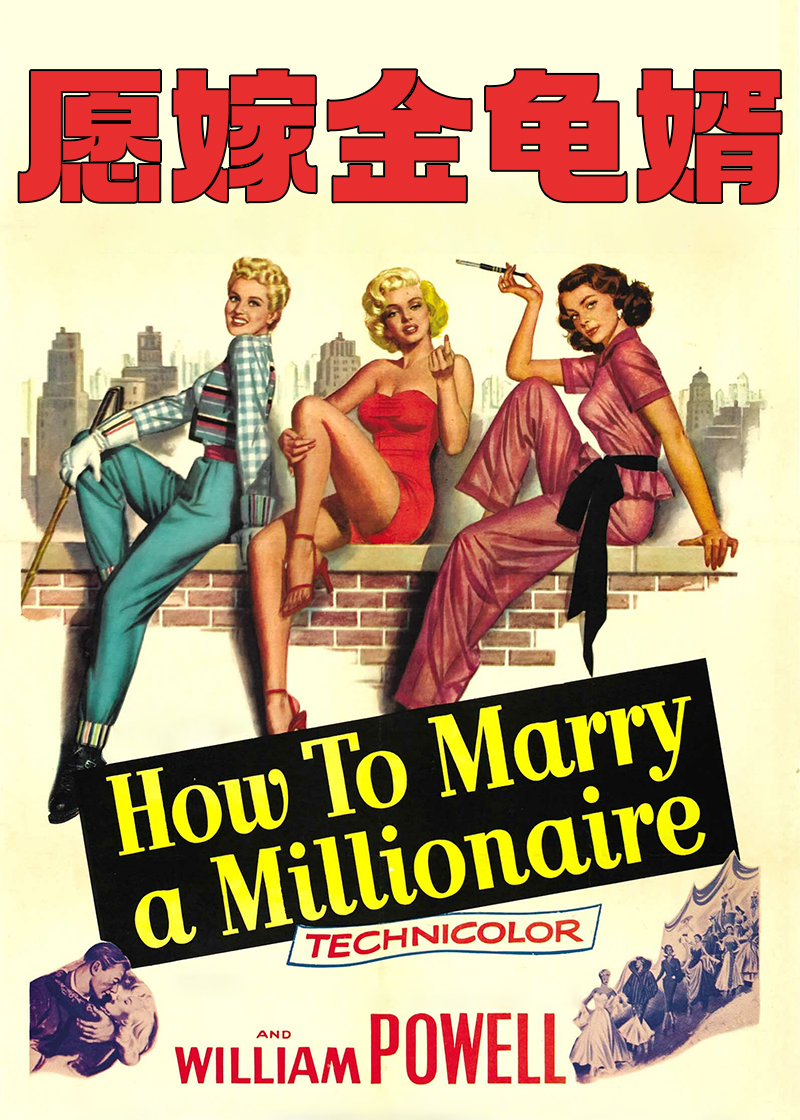 愿嫁金龟婿
How To Marry
a Millionaire
TECHNICOLOR
AND
WILLIAM POWELL